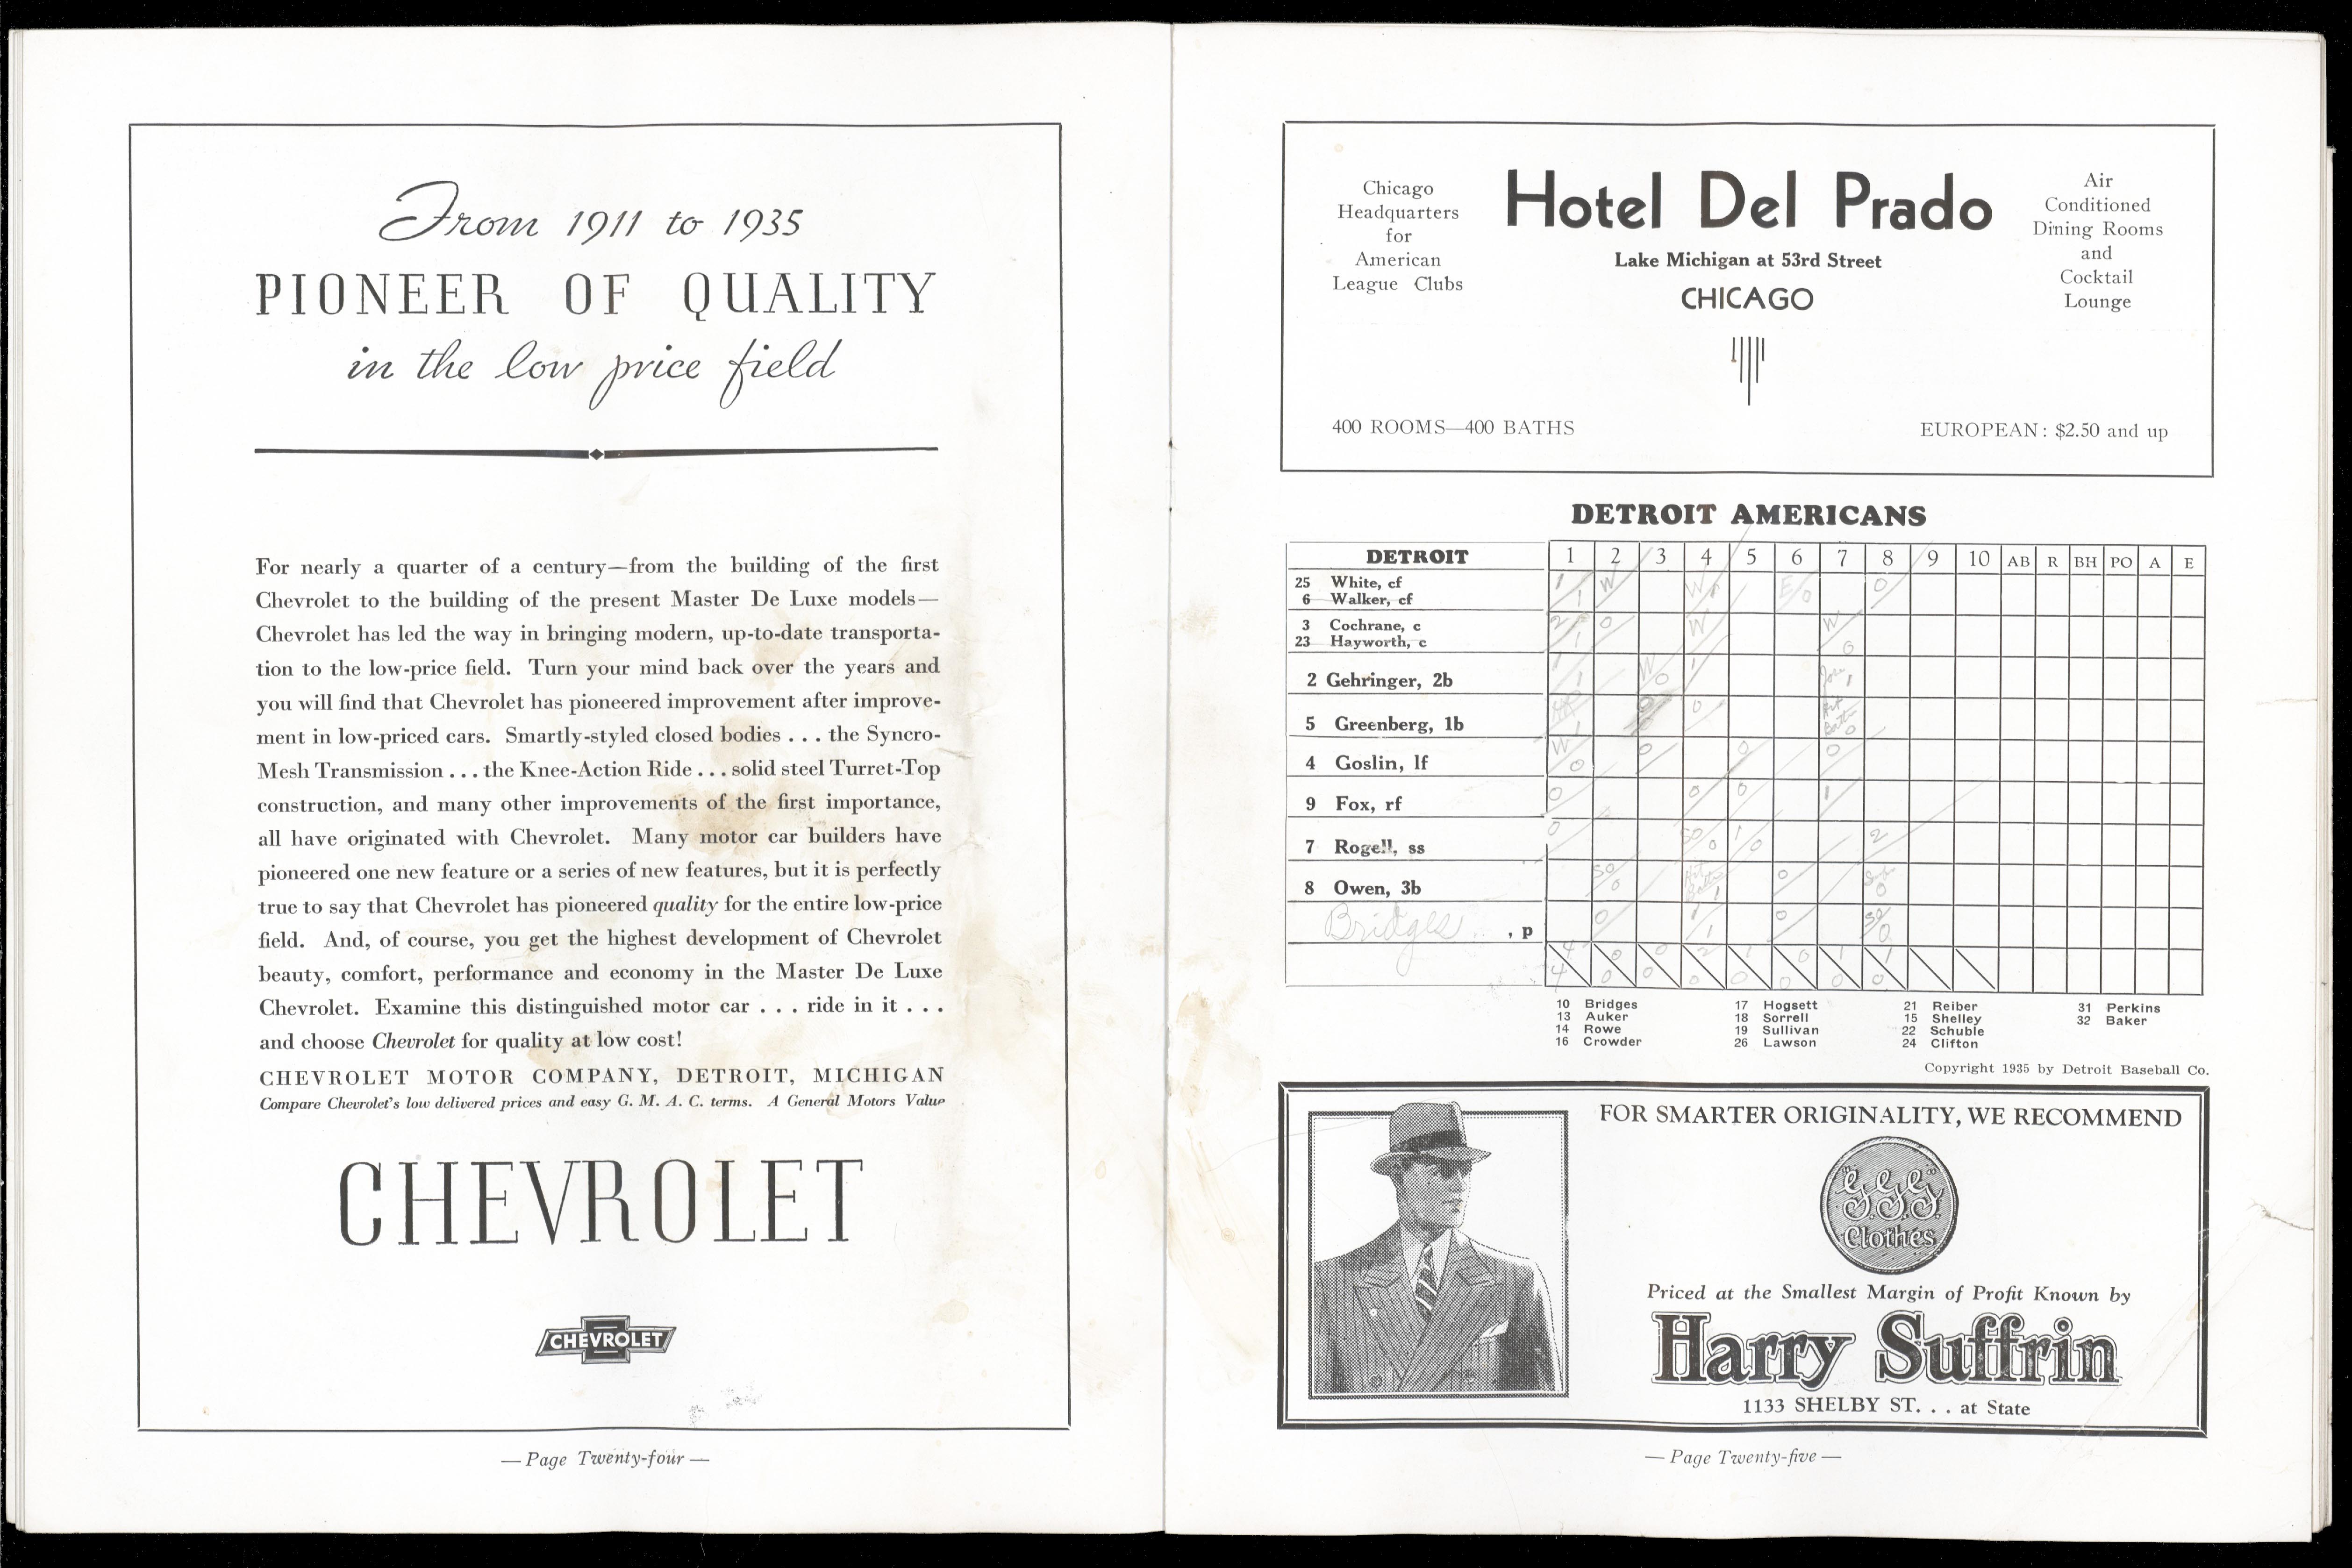 From 1911 to 1935
PIONEER OF QUALITY
in the low price field
For nearly a quarter of a century—from the building of the first
Chevrolet to the building of the present Master De Luxe models—
Chevrolet has led the way in bringing modern, up-to-date transporta-
tion to the low-price field. Turn your mind back over the years and
you will find that Chevrolet has pioneered improvement after improve-
ment in low-priced cars. Smartly-styled closed bodies . . . the Syncro-
Mesh Transmission . . . the Knee-Action Ride . . . solid steel Turret-Top
construction, and many other improvements of the first importance,
all have originated with Chevrolet. Many motor car builders have
pioneered one new feature or a series of new features, but it is perfectly
true to say that Chevrolet has pioneered quality for the entire low-price
field. And, of course, you get the highest development of Chevrolet
beauty, comfort, performance and economy in the Master De Luxe
Chevrolet. Examine this distinguished motor car . . . ride in it . . .
and choose Chevrolet for quality at low cost!
CHEVROLET MOTOR COMPANY, DETROIT, MICHIGAN
Compare Chevrolet's low delivered prices and easy G. M. A. C. terms. A General Motors Value
CHEVROLET
CHEVROLET
—Page Twenty-four—
Chicago
Headquarters
for
American
League Clubs
Hotel Del Prado
Lake Michigan at 53rd Street
CHICAGO
Air
Conditioned
Dining Rooms
and
Cocktail
Lounge
400 ROOMS—400 BATHS
EUROPEAN: $2.50 and up
DETROIT AMERICANS
DETROIT 1 2 3 4 5 6 7 8 9 10 AB R BH PO A E
25 White, cf
6 Walker, cf
3 Cochrane, c
23 Hayworth, c
2 Gehringer, 2b
5 Greenberg, 1b
4 Goslin, lf
9 Fox, rf
7 Rogell, ss
8 Owen, 3b
Bridges , p
4 0 0 2 1 0 1 1
4 0 0 0 0 0 0 0
10 Bridges 17 Hogsett 21 Reiber 31 Perkins
13 Auker 18 Sorrell 15 Shelley 32 Baker
14 Rowe 19 Sullivan 22 Schuble
16 Crowder 26 Lawson 24 Clifton
Copyright 1935 by Detroit Baseball Co.
FOR SMARTER ORIGINALITY, WE RECOMMEND
"G.G.G."
Clothes
Priced at the Smallest Margin of Profit Known by
Harry Suffrin
1133 SHELBY ST. . . at State
—Page Twenty-five—